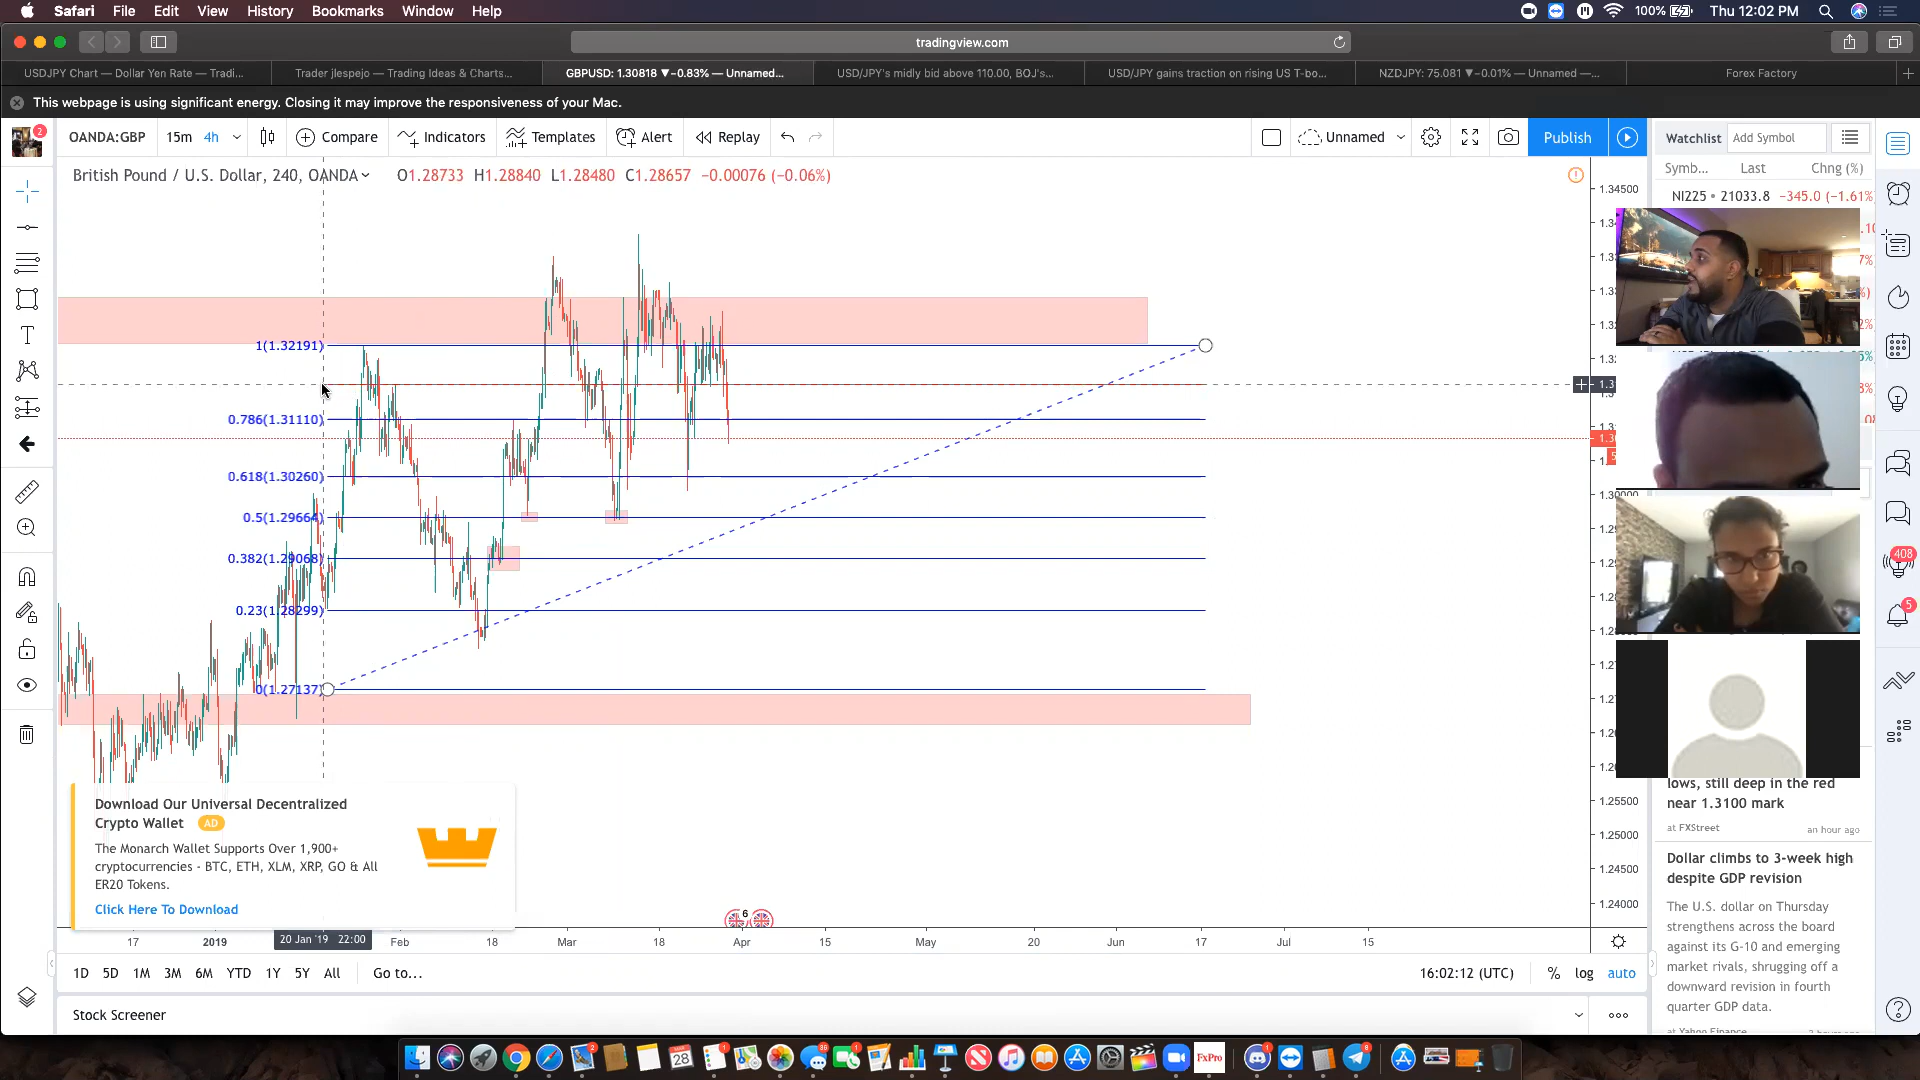 Safari File Edit View History Bookmarks Window Help
100% Thu 12:02 PM
tradingview.com
USDJPY Chart — Dollar Yen Rate — Tradi...
Trader jlespejo — Trading Ideas & Charts...
GBPUSD: 1.30818 ▼−0.83% — Unnamed...
USD/JPY's midly bid above 110.00, BOJ's...
USD/JPY gains traction on rising US T-bo...
NZDJPY: 75.081 ▼−0.01% — Unnamed —...
Forex Factory
This webpage is using significant energy. Closing it may improve the responsiveness of your Mac.
2
OANDA:GBP 15m 4h Compare Indicators Templates Alert Replay Unnamed Publish
Watchlist Add Symbol
British Pound / U.S. Dollar, 240, OANDA O1.28733 H1.28840 L1.28480 C1.28657 −0.00076 (−0.06%)
Symb... Last Chng (%)
NI225 • 21033.8 −345.0 (−1.61%
1.34500
1(1.32191)
0.786(1.31110)
0.618(1.30260)
0.5(1.29664)
0.382(1.29068)
0.23(1.28299)
0(1.27137)
1.30000
1.25500
1.25000
1.24500
1.24000
408
5
lows, still deep in the red
near 1.3100 mark
at FXStreet an hour ago
Dollar climbs to 3-week high
despite GDP revision
The U.S. dollar on Thursday
strengthens across the board
against its G-10 and emerging
market rivals, shrugging off a
downward revision in fourth
quarter GDP data.
at Yahoo Finance
Download Our Universal Decentralized
Crypto Wallet AD
The Monarch Wallet Supports Over 1,900+
cryptocurrencies - BTC, ETH, XLM, XRP, GO & All
ER20 Tokens.
Click Here To Download
6
17 2019 20 Jan '19 22:00 Feb 18 Mar 18 Apr 15 May 20 Jun 17 Jul 15
1D 5D 1M 3M 6M YTD 1Y 5Y All Go to... 16:02:12 (UTC) % log auto
Stock Screener
28
FxPro